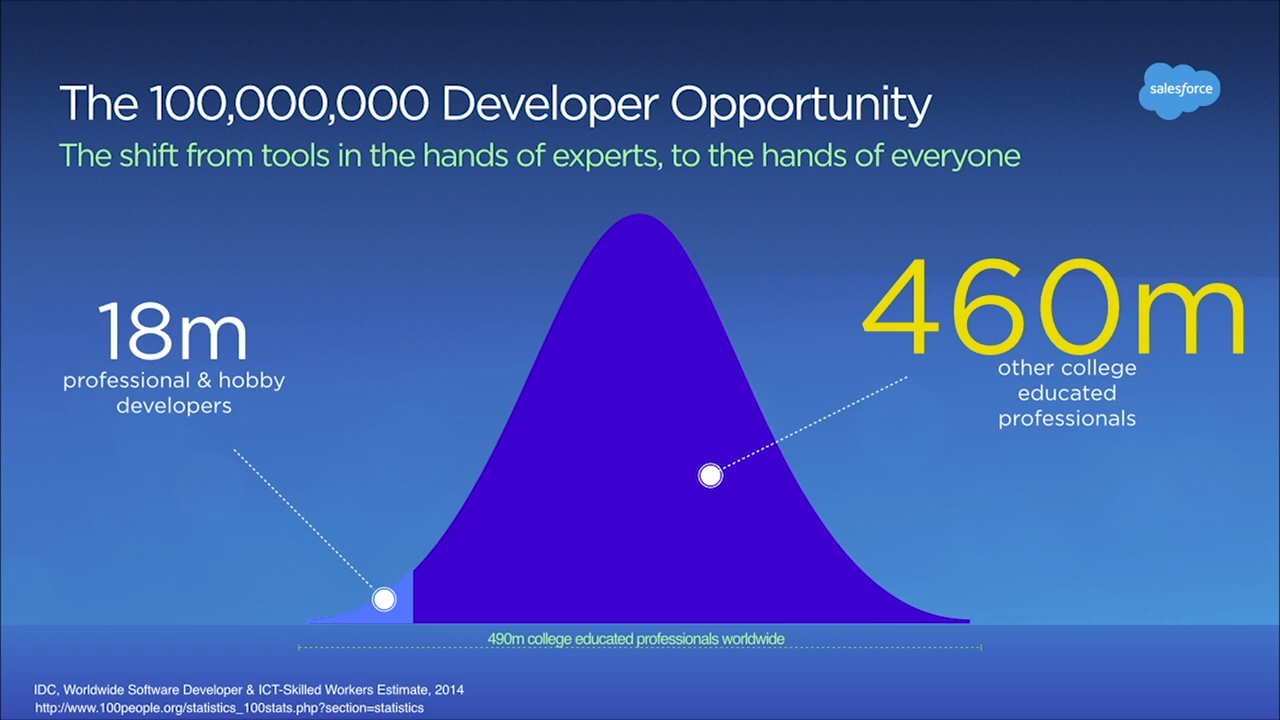 The 100,000,000 Developer Opportunity
salesforce
The shift from tools in the hands of experts, to the hands of everyone
18m
professional & hobby
developers
460m
other college
educated
professionals
490m college educated professionals worldwide
IDC, Worldwide Software Developer & ICT-Skilled Workers Estimate, 2014
http://www.100people.org/statistics_100stats.php?section=statistics